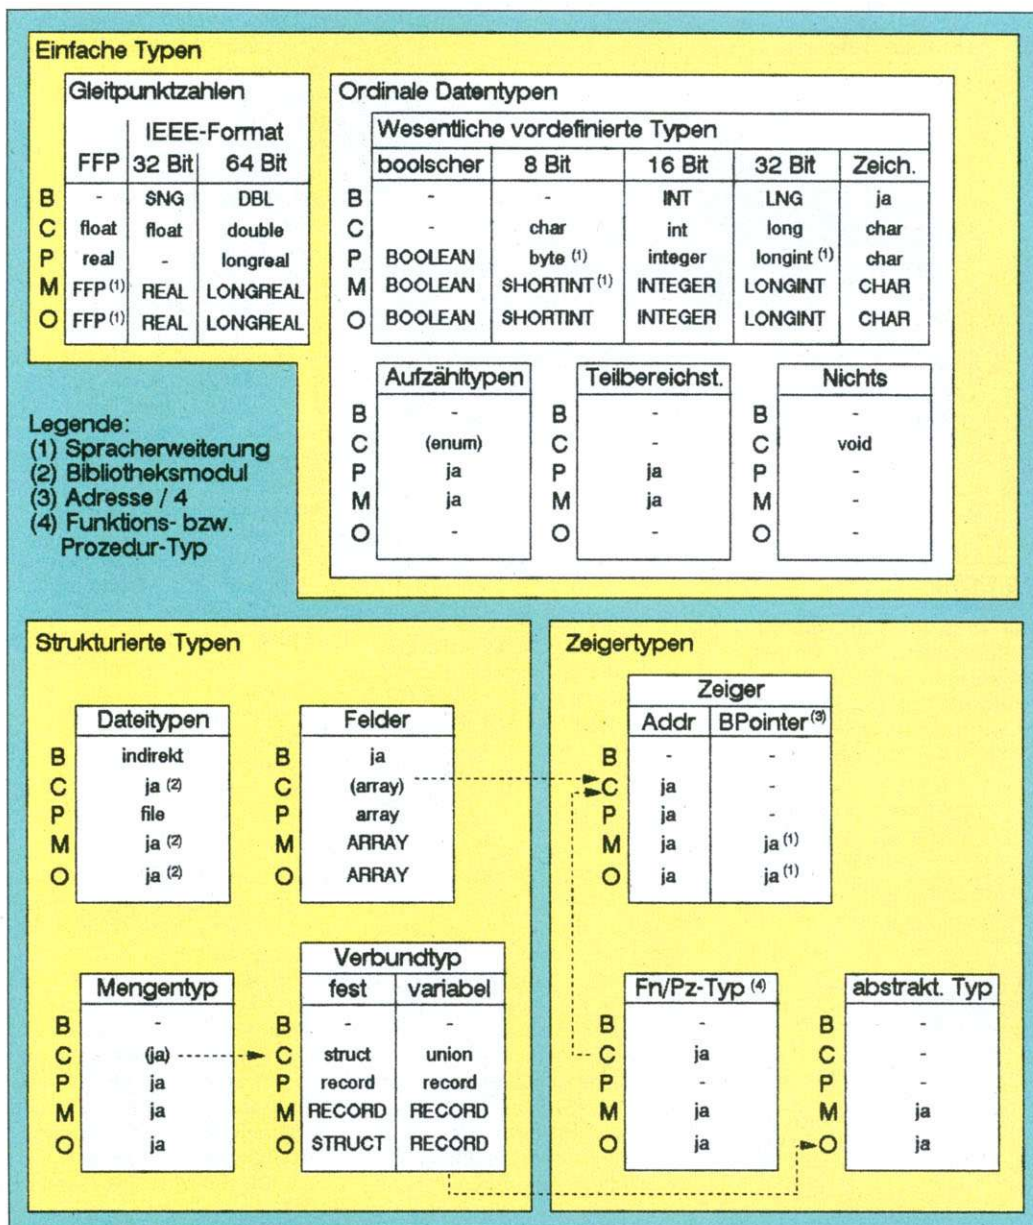 Einfache Typen
Gleitpunktzahlen
IEEE-Format
FFP 32 Bit 64 Bit
B - SNG DBL
C float float double
P real - longreal
M FFP (1) REAL LONGREAL
O FFP (1) REAL LONGREAL
Ordinale Datentypen
Wesentliche vordefinierte Typen
boolscher 8 Bit 16 Bit 32 Bit Zeich.
B - - INT LNG ja
C - char int long char
P BOOLEAN byte (1) integer longint (1) char
M BOOLEAN SHORTINT (1) INTEGER LONGINT CHAR
O BOOLEAN SHORTINT INTEGER LONGINT CHAR
Aufzähltypen
B -
C (enum)
P ja
M ja
O -
Teilbereichst.
B -
C -
P ja
M ja
O -
Nichts
B -
C void
P -
M -
O -
Legende:
(1) Spracherweiterung
(2) Bibliotheksmodul
(3) Adresse / 4
(4) Funktions- bzw.
Prozedur-Typ
Strukturierte Typen
Dateitypen
B indirekt
C ja (2)
P file
M ja (2)
O ja (2)
Felder
B ja
C (array)
P array
M ARRAY
O ARRAY
Mengentyp
B -
C (ja)
P ja
M ja
O ja
Verbundtyp
fest variabel
B - -
C struct union
P record record
M RECORD RECORD
O STRUCT RECORD
Zeigertypen
Zeiger
Addr BPointer (3)
B - -
C ja -
P ja -
M ja ja (1)
O ja ja (1)
Fn/Pz-Typ (4)
B -
C ja
P -
M ja
O ja
abstrakt. Typ
B -
C -
P -
M ja
O ja